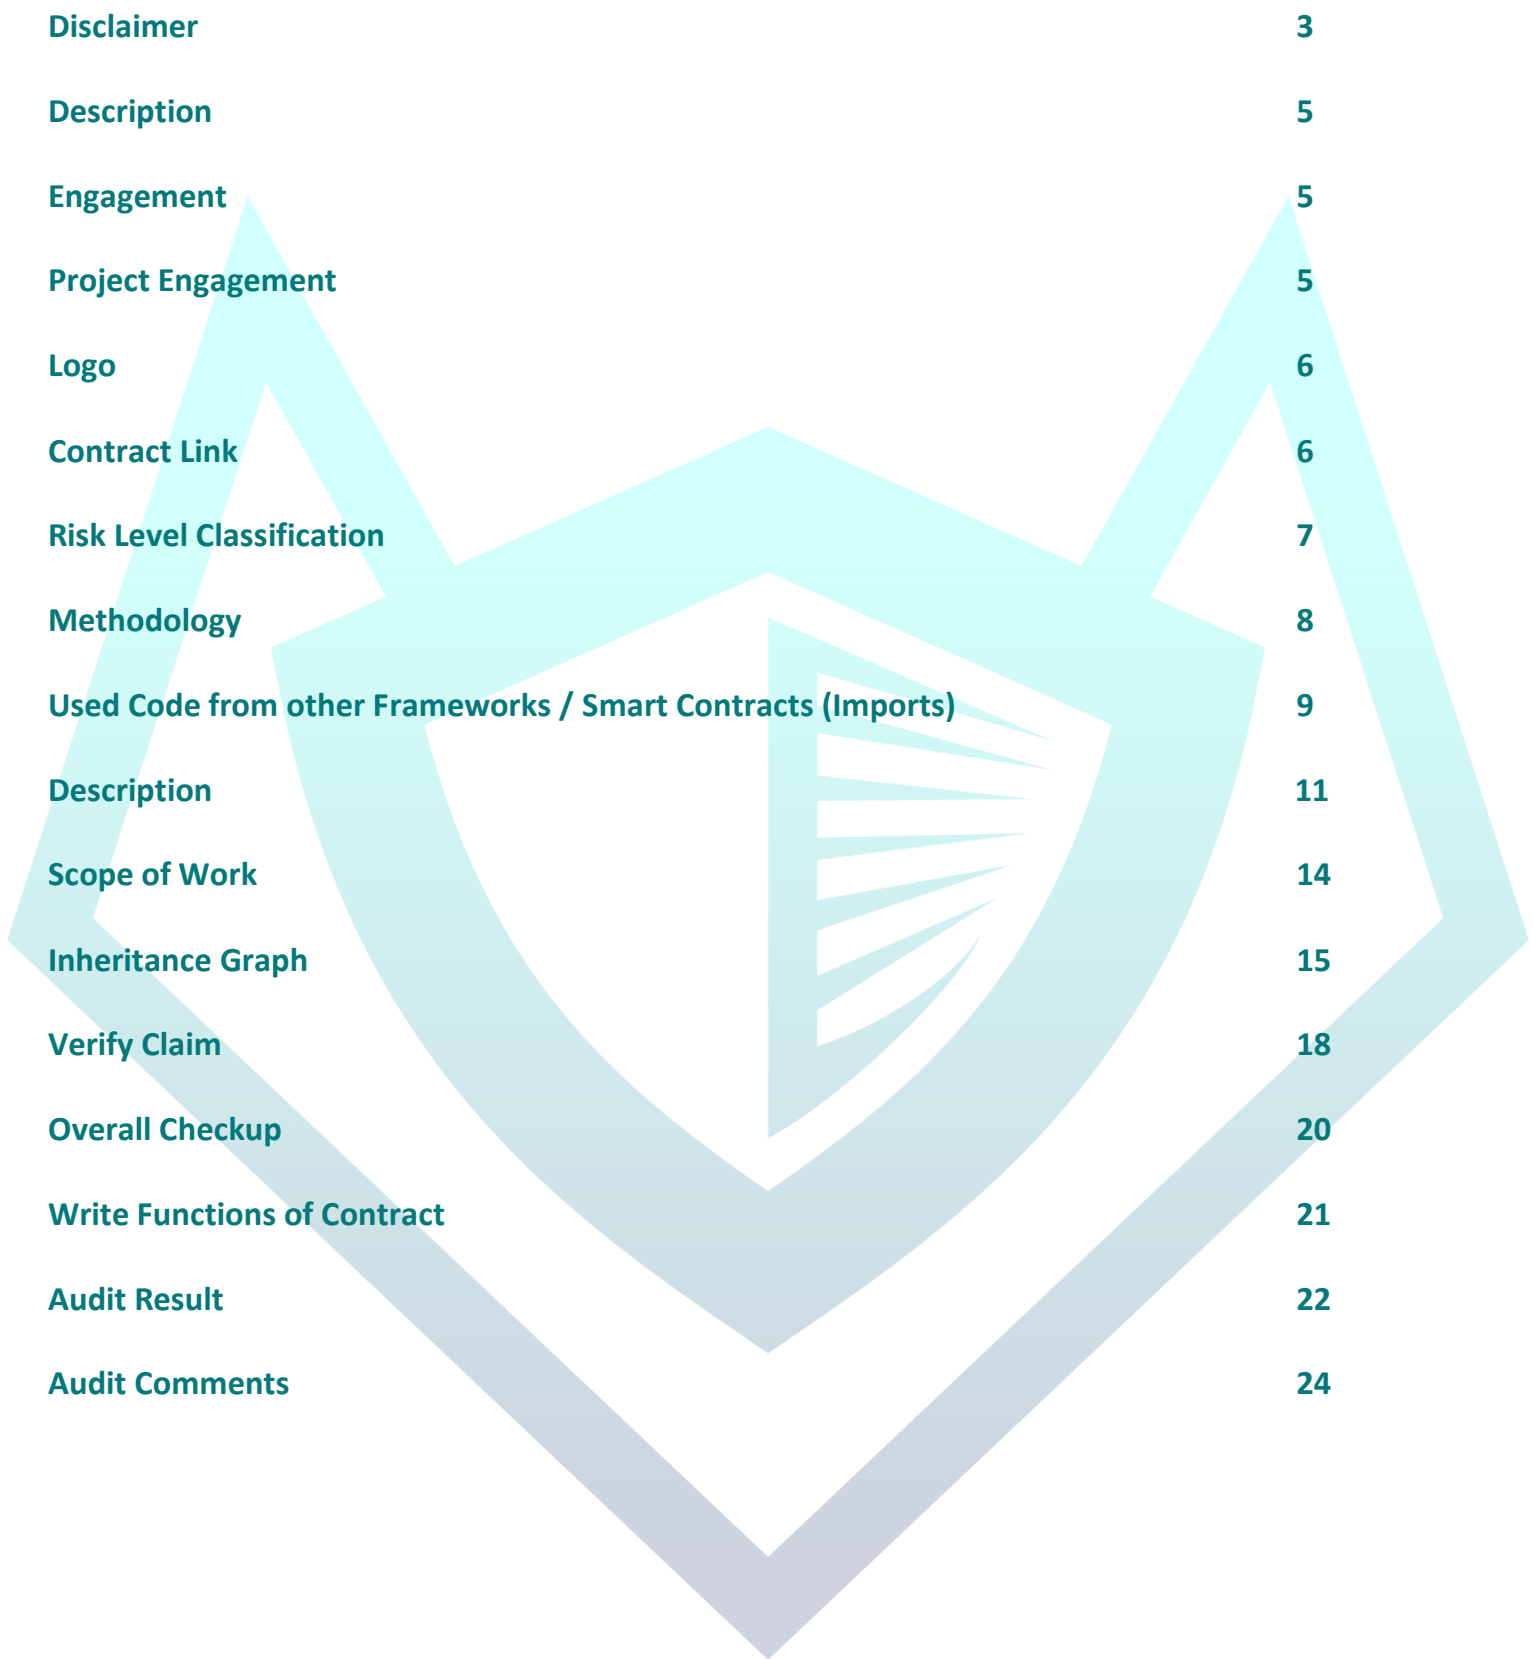 Disclaimer 3
Description 5
Engagement 5
Project Engagement 5
Logo 6
Contract Link 6
Risk Level Classification 7
Methodology 8
Used Code from other Frameworks / Smart Contracts (Imports) 9
Description 11
Scope of Work 14
Inheritance Graph 15
Verify Claim 18
Overall Checkup 20
Write Functions of Contract 21
Audit Result 22
Audit Comments 24